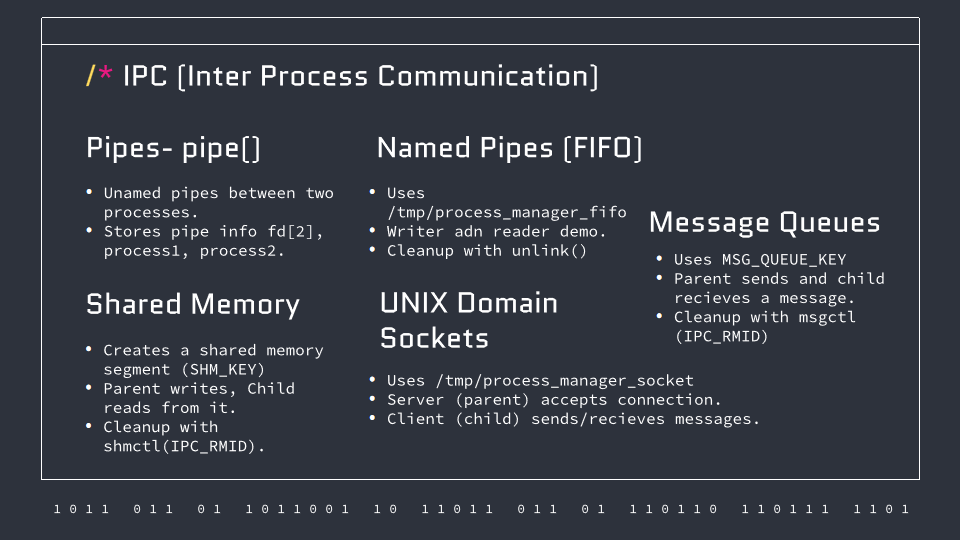 /* IPC (Inter Process Communication)
Pipes- pipe()
• Unamed pipes between two
processes.
• Stores pipe info fd[2],
process1, process2.
Named Pipes (FIFO)
• Uses
/tmp/process_manager_fifo
• Writer adn reader demo.
• Cleanup with unlink()
Message Queues
• Uses MSG_QUEUE_KEY
• Parent sends and child
recieves a message.
• Cleanup with msgctl
(IPC_RMID)
Shared Memory
• Creates a shared memory
segment (SHM_KEY)
• Parent writes, Child
reads from it.
• Cleanup with
shmctl(IPC_RMID).
UNIX Domain
Sockets
• Uses /tmp/process_manager_socket
• Server (parent) accepts connection.
• Client (child) sends/recieves messages.
1011 011 01 1011001 10 11011 011 01 110110 110111 1101